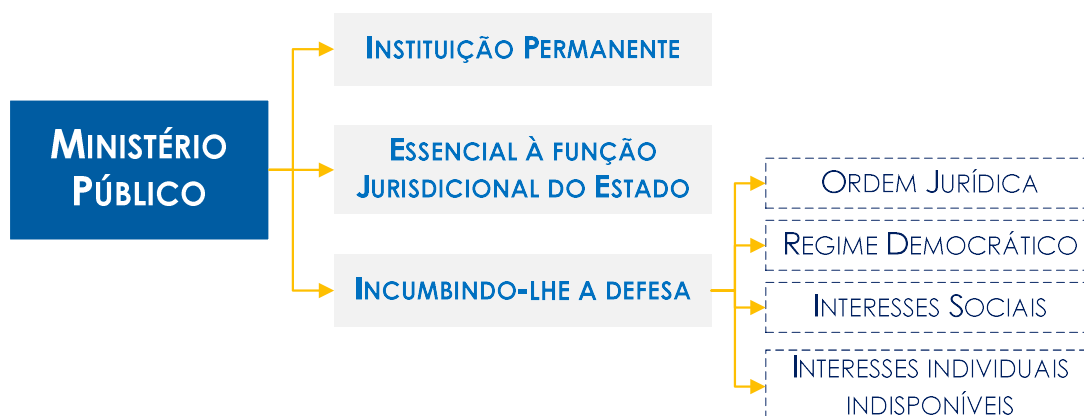 MINISTÉRIO
PÚBLICO
INSTITUIÇÃO PERMANENTE
ESSENCIAL À FUNÇÃO
JURISDICIONAL DO ESTADO
INCUMBINDO-LHE A DEFESA
ORDEM JURÍDICA
REGIME DEMOCRÁTICO
INTERESSES SOCIAIS
INTERESSES INDIVIDUAIS
INDISPONÍVEIS